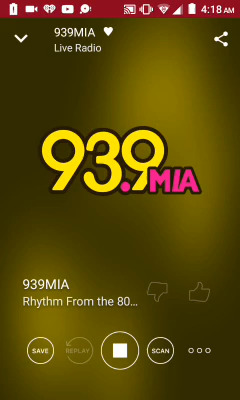 4:18 AM
939MIA
Live Radio
93.9 MIA
939MIA
Rhythm From the 80...
SAVE
REPLAY
SCAN